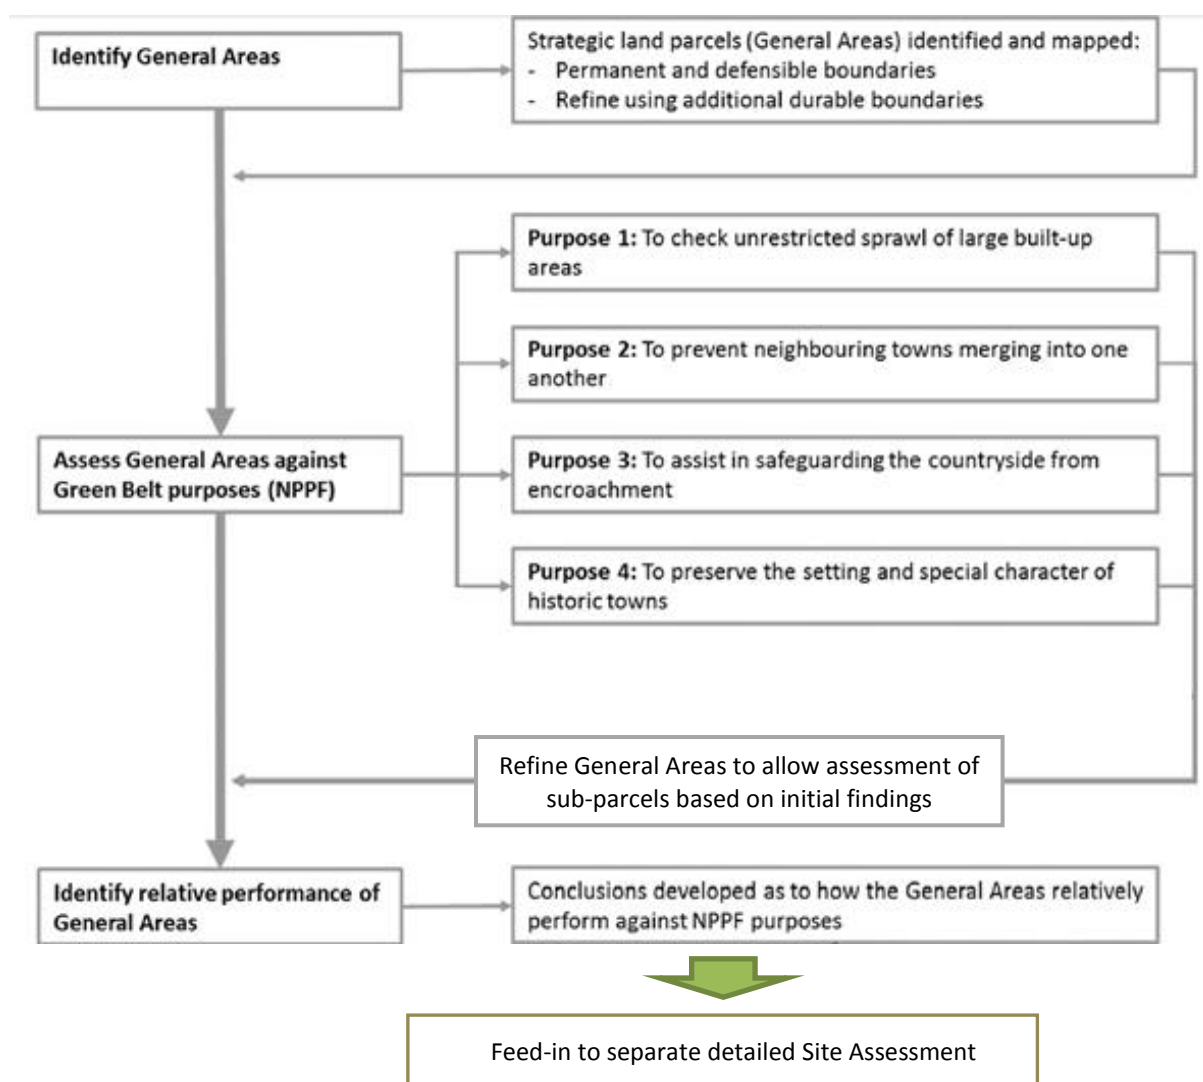 Identify General Areas
Strategic land parcels (General Areas) identified and mapped:
- Permanent and defensible boundaries
- Refine using additional durable boundaries
Purpose 1: To check unrestricted sprawl of large built-up
areas
Purpose 2: To prevent neighbouring towns merging into one
another
Assess General Areas against
Green Belt purposes (NPPF)
Purpose 3: To assist in safeguarding the countryside from
encroachment
Purpose 4: To preserve the setting and special character of
historic towns
Refine General Areas to allow assessment of
sub-parcels based on initial findings
Identify relative performance of
General Areas
Conclusions developed as to how the General Areas relatively
perform against NPPF purposes
Feed-in to separate detailed Site Assessment